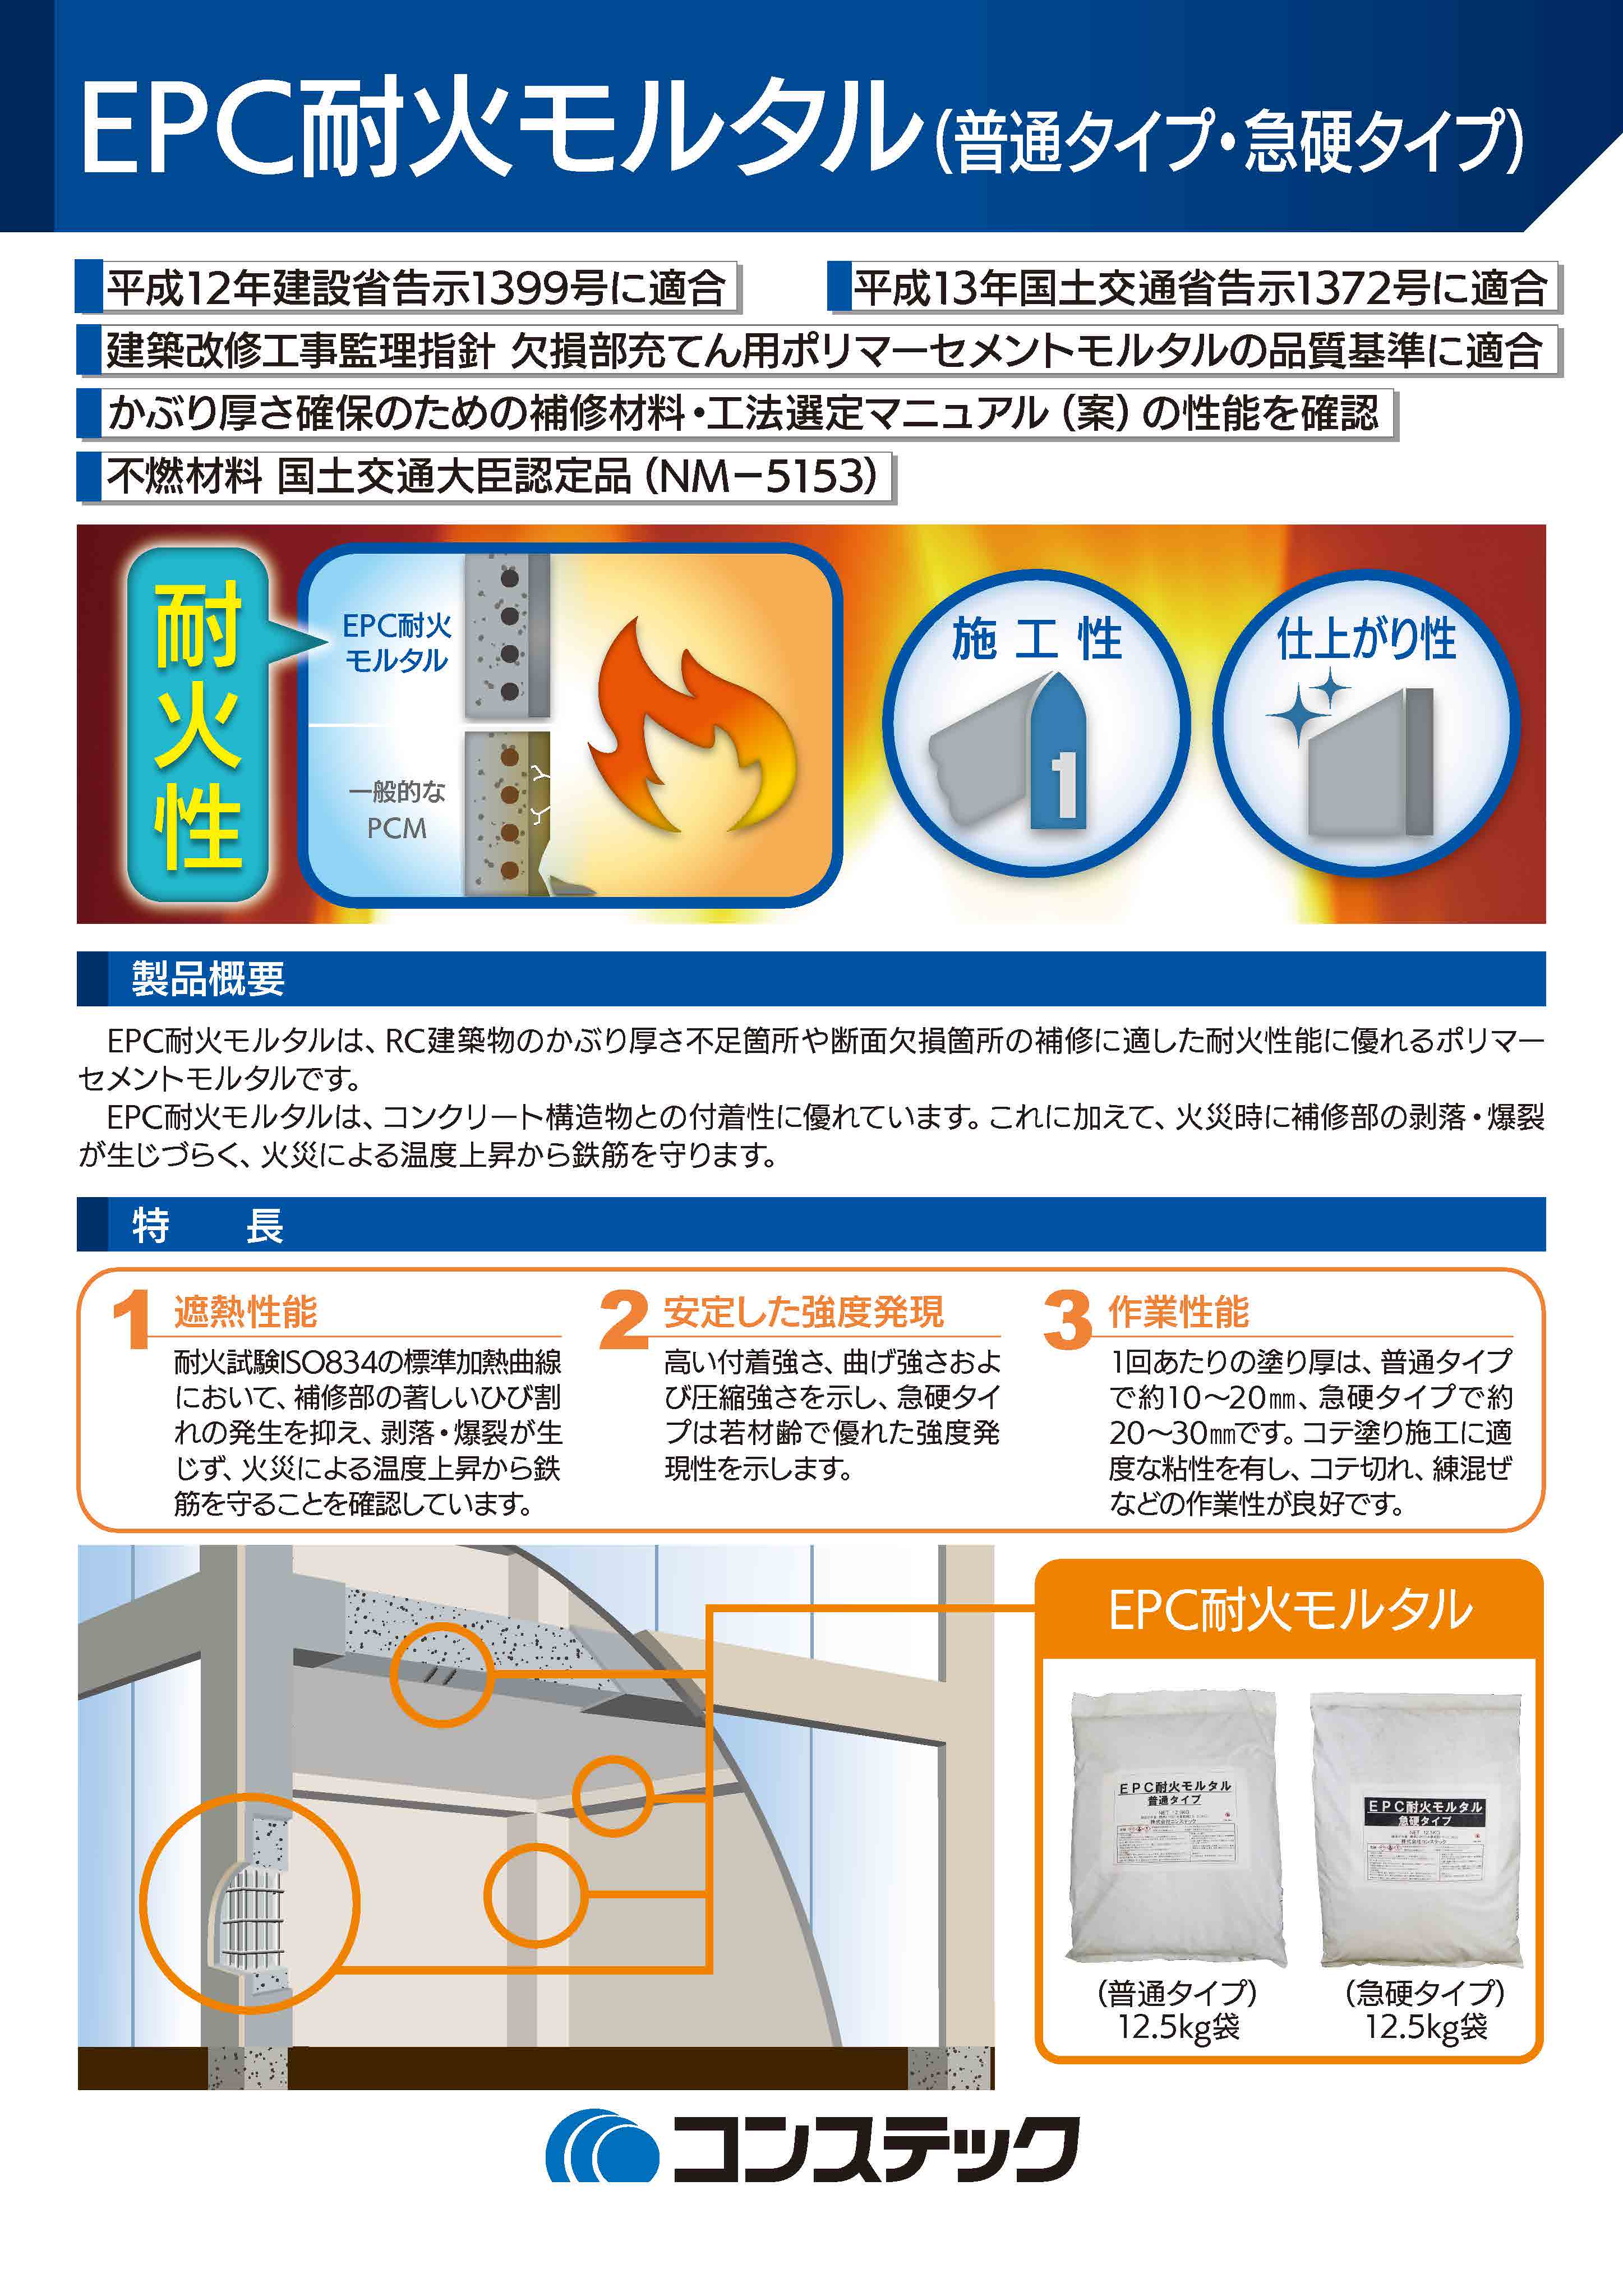 EPC耐火モルタル(普通タイプ・急硬タイプ)
平成12年建設省告示1399号に適合
平成13年国土交通省告示1372号に適合
建築改修工事監理指針 欠損部充てん用ポリマーセメントモルタルの品質基準に適合
かぶり厚さ確保のための補修材料・工法選定マニュアル(案)の性能を確認
不燃材料 国土交通大臣認定品(NM−5153)
耐火性
EPC耐火
モルタル
一般的な
PCM
施工性
1
仕上がり性
製品概要
EPC耐火モルタルは、RC建築物のかぶり厚さ不足箇所や断面欠損箇所の補修に適した耐火性能に優れるポリマー
セメントモルタルです。
EPC耐火モルタルは、コンクリート構造物との付着性に優れています。これに加えて、火災時に補修部の剥落・爆裂
が生じづらく、火災による温度上昇から鉄筋を守ります。
特 長
1 遮熱性能
耐火試験ISO834の標準加熱曲線
において、補修部の著しいひび割
れの発生を抑え、剥落・爆裂が生
じず、火災による温度上昇から鉄
筋を守ることを確認しています。
2 安定した強度発現
高い付着強さ、曲げ強さおよ
び圧縮強さを示し、急硬タイ
プは若材齢で優れた強度発
現性を示します。
3 作業性能
1回あたりの塗り厚は、普通タイプ
で約10〜20㎜、急硬タイプで約
20〜30㎜です。コテ塗り施工に適
度な粘性を有し、コテ切れ、練混ぜ
などの作業性が良好です。
EPC耐火モルタル
EPC耐火モルタル
普通タイプ
NET 12.5KG
株式会社コンステック
EPC耐火モルタル
急硬タイプ
NET 12.5KG
株式会社コンステック
(普通タイプ)
12.5kg袋
(急硬タイプ)
12.5kg袋
コンステック